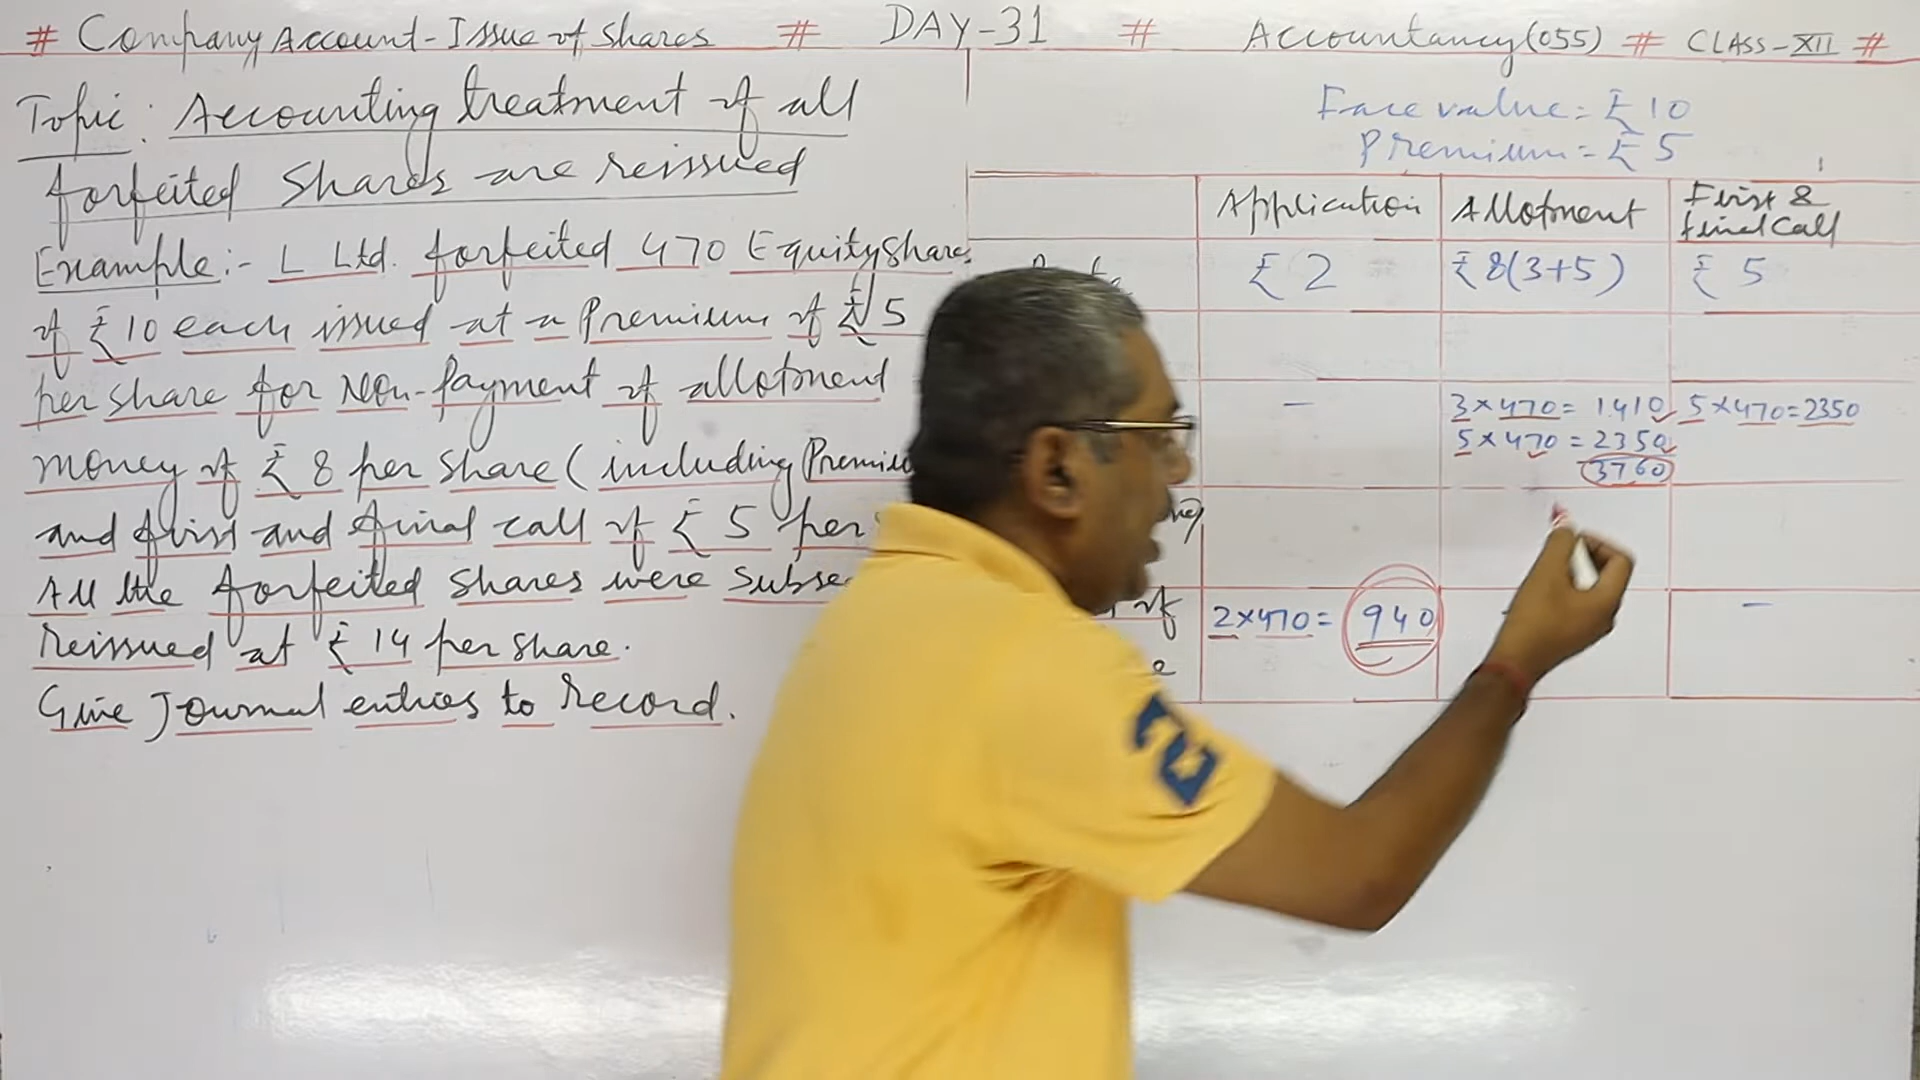 # Company Account - Issue of Shares # DAY-31 # Accountancy (055) # CLASS-XII #
Topic: Accounting treatment of all
forfeited Shares are reissued
Example:- L Ltd. forfeited 470 Equity Shares
of ₹ 10 each issued at a Premium of ₹ 5
per share for Non-Payment of allotment
money of ₹ 8 per share (including
and first and final call of ₹ 5 per
All the forfeited shares were
Reissued at ₹ 14 per share.
Give Journal entries to record.
Face value = ₹ 10
Premium = ₹ 5
Application Allotment First & final Call
₹ 2 ₹ 8(3+5) ₹ 5
- 3×470= 1410 5×470=2350
5×470 = 2350
3760
of
2×470= 940 -
2